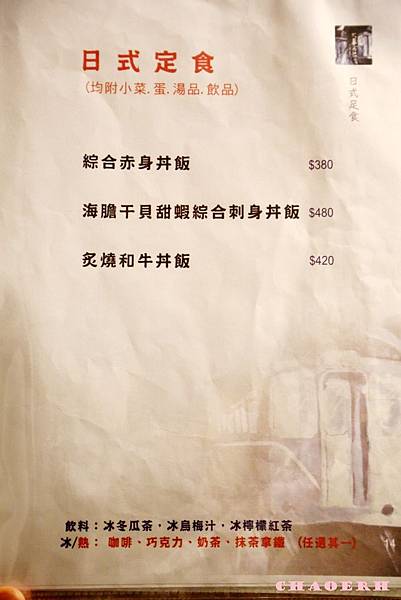 日式定食
(均附小菜.蛋.湯品.飲品)
日式定食
綜合赤身丼飯 $380
海膽干貝甜蝦綜合刺身丼飯 $480
炙燒和牛丼飯 $420
飲料：冰冬瓜茶·冰烏梅汁·冰檸檬紅茶
冰/熱：咖啡·巧克力·奶茶·抹茶拿鐵 (任選其一)
14
CHAOERH